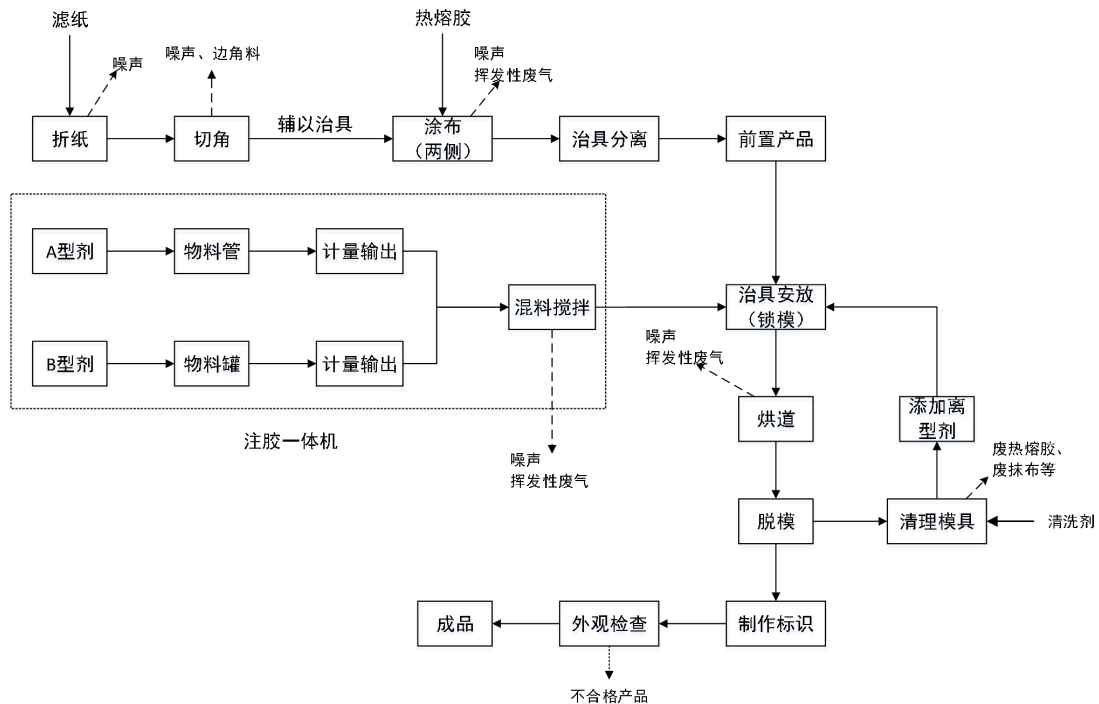 滤纸
热熔胶
噪声
噪声、边角料
噪声
挥发性废气
折纸
切角
辅以治具
涂布
（两侧）
治具分离
前置产品
A型剂
物料管
计量输出
混料搅拌
治具安放
（锁模）
B型剂
物料罐
计量输出
噪声
挥发性废气
注胶一体机
噪声
挥发性废气
烘道
添加离
型剂
废热熔胶、
废抹布等
脱模
清理模具
清洗剂
成品
外观检查
制作标识
不合格产品